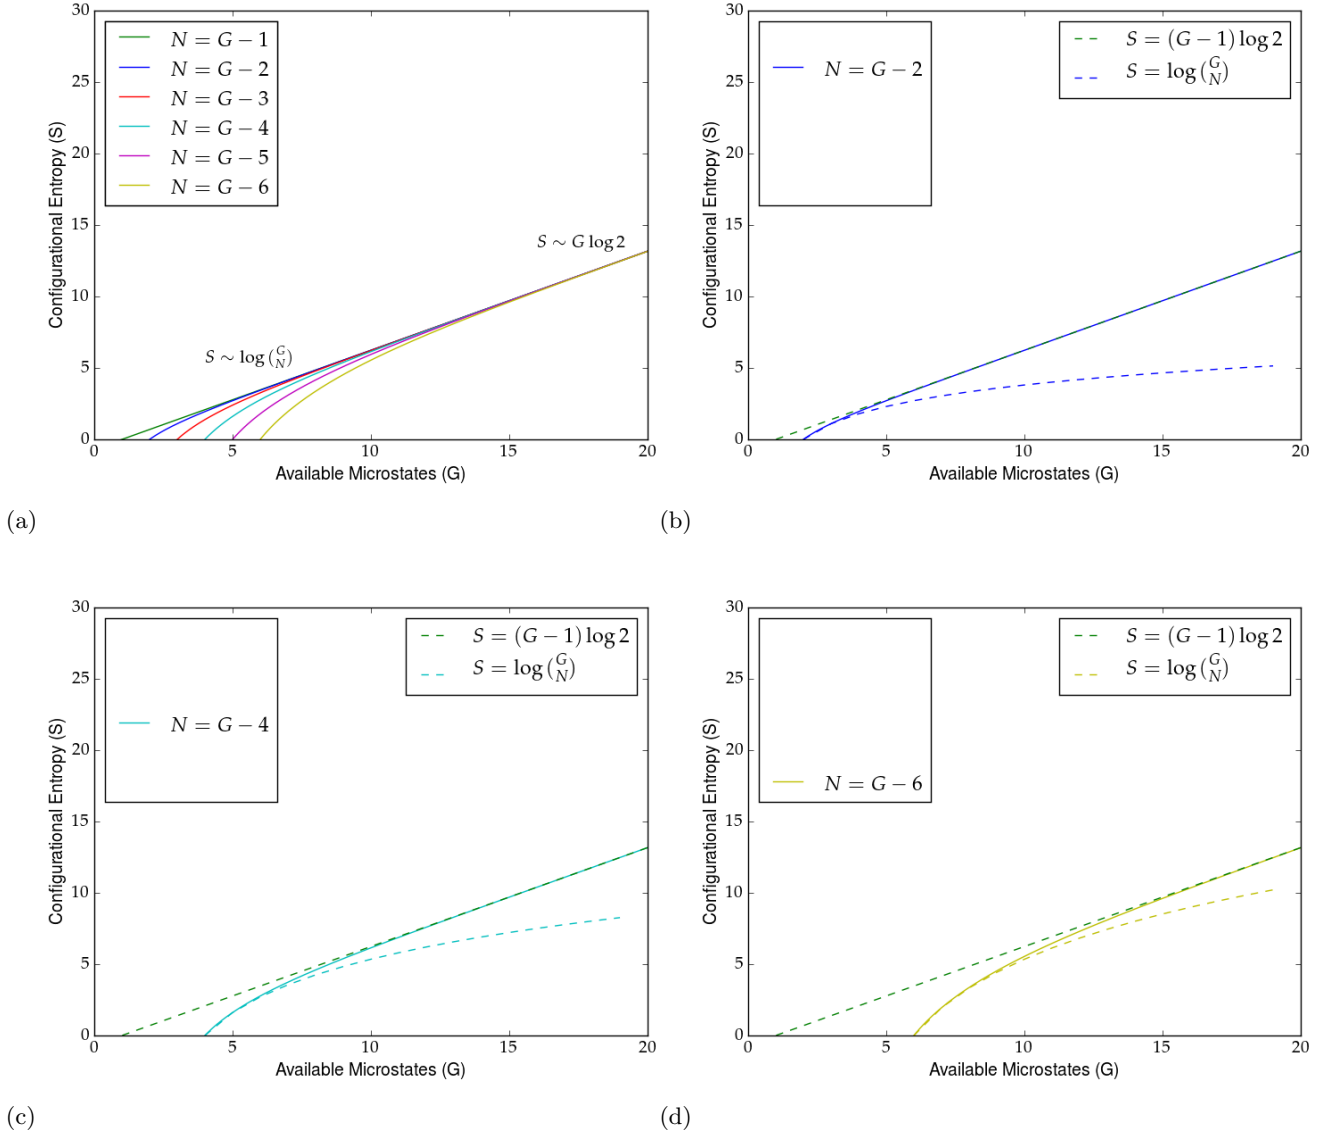 30
25
20
15
10
5
0
0 5 10 15 20
Configurational Entropy (S)
Available Microstates (G)
N = G − 1
N = G − 2
N = G − 3
N = G − 4
N = G − 5
N = G − 6
S ∼ G log 2
S ∼ log (G N)
(a)
30
25
20
15
10
5
0
0 5 10 15 20
Configurational Entropy (S)
Available Microstates (G)
N = G − 2
S = (G − 1) log 2
S = log (G N)
(b)
30
25
20
15
10
5
0
0 5 10 15 20
Configurational Entropy (S)
Available Microstates (G)
N = G − 4
S = (G − 1) log 2
S = log (G N)
(c)
30
25
20
15
10
5
0
0 5 10 15 20
Configurational Entropy (S)
Available Microstates (G)
N = G − 6
S = (G − 1) log 2
S = log (G N)
(d)